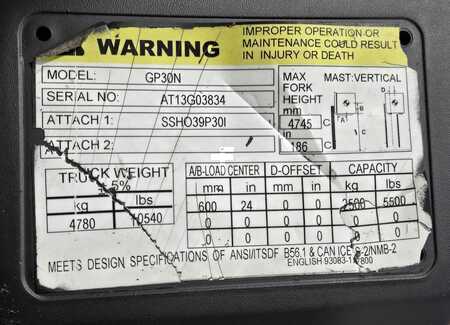 WARNING
IMPROPER OPERATION OR
MAINTENANCE COULD RESULT
IN INJURY OR DEATH
MODEL: GP30N
SERIAL NO: AT13G03834
ATTACH 1: SSHO39P30I
ATTACH 2:
MAX FORK HEIGHT
mm
4745
in
186
MAST:VERTICAL
D
A
B
C
TRUCK WEIGHT
5%
kg lbs
4780 10540
A/B-LOAD CENTER D-OFFSET CAPACITY
mm in mm in kg lbs
600 24 0 0 2500 5500
0 0 0 0 0 0
0 0 0 0 0 0
MEETS DESIGN SPECIFICATIONS OF ANSI/ITSDF B56.1 & CAN ICE S-2/NMB-2
ENGLISH 93083-